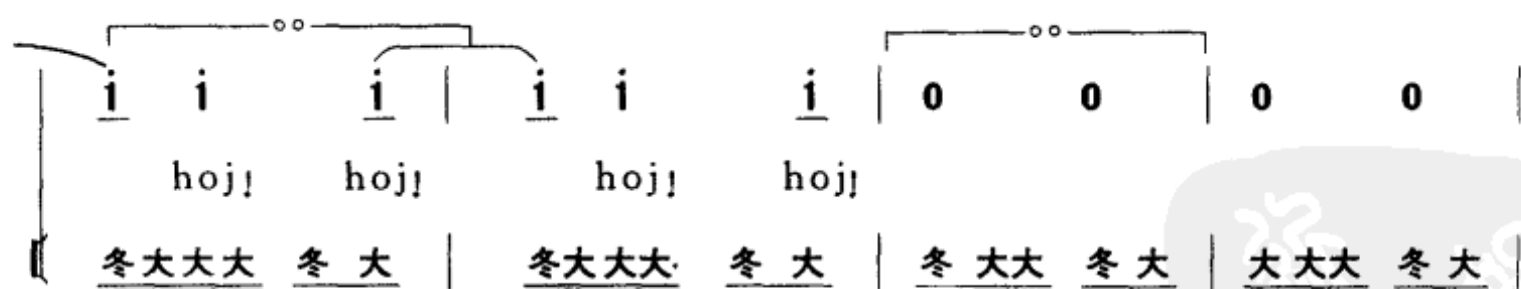 i i i | i i i | 0 0 | 0 0 |
hoj! hoj! hoj! hoj!
冬大大大 冬大 | 冬大大大 冬大 | 冬大大 冬大 | 大大大 冬大 |